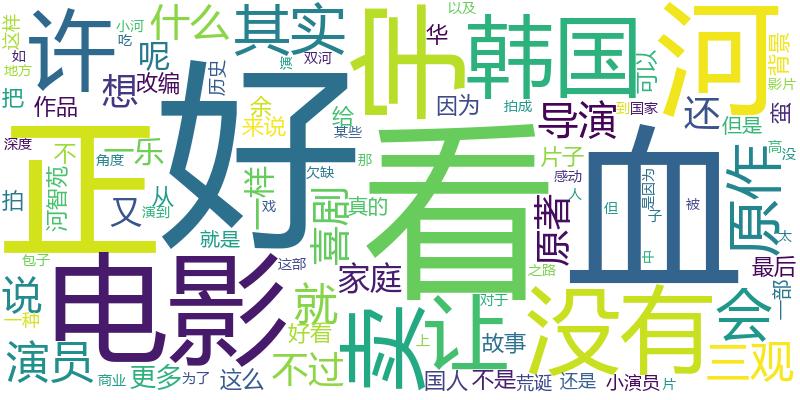 这样
小河
吃
什么
呢
其实
字
韩国
河
以及
华
双河
演
历史
如
地方
把
作品
许
想
改编
余
来说
给
某些
因为
拍成
导演
到
国家
还
可以
但是
背景
影片
蓝
深度
不
一乐
角度
正
好
看
血
欠缺
那
片子
感动
人
原作
高
没
河智苑
从
一样
真的
拍
又
演到
戏
喜剧
原著
但
子
是因为
被
太
就是
包子
电影
这部
家庭
之路
中
最后
说
一种
就
好看
卖
让
对于
上
故事
没有
会
一部
演员
商业
更多
为了
这么
不过
国人
不是
荒诞
还是
小演员
片
三观